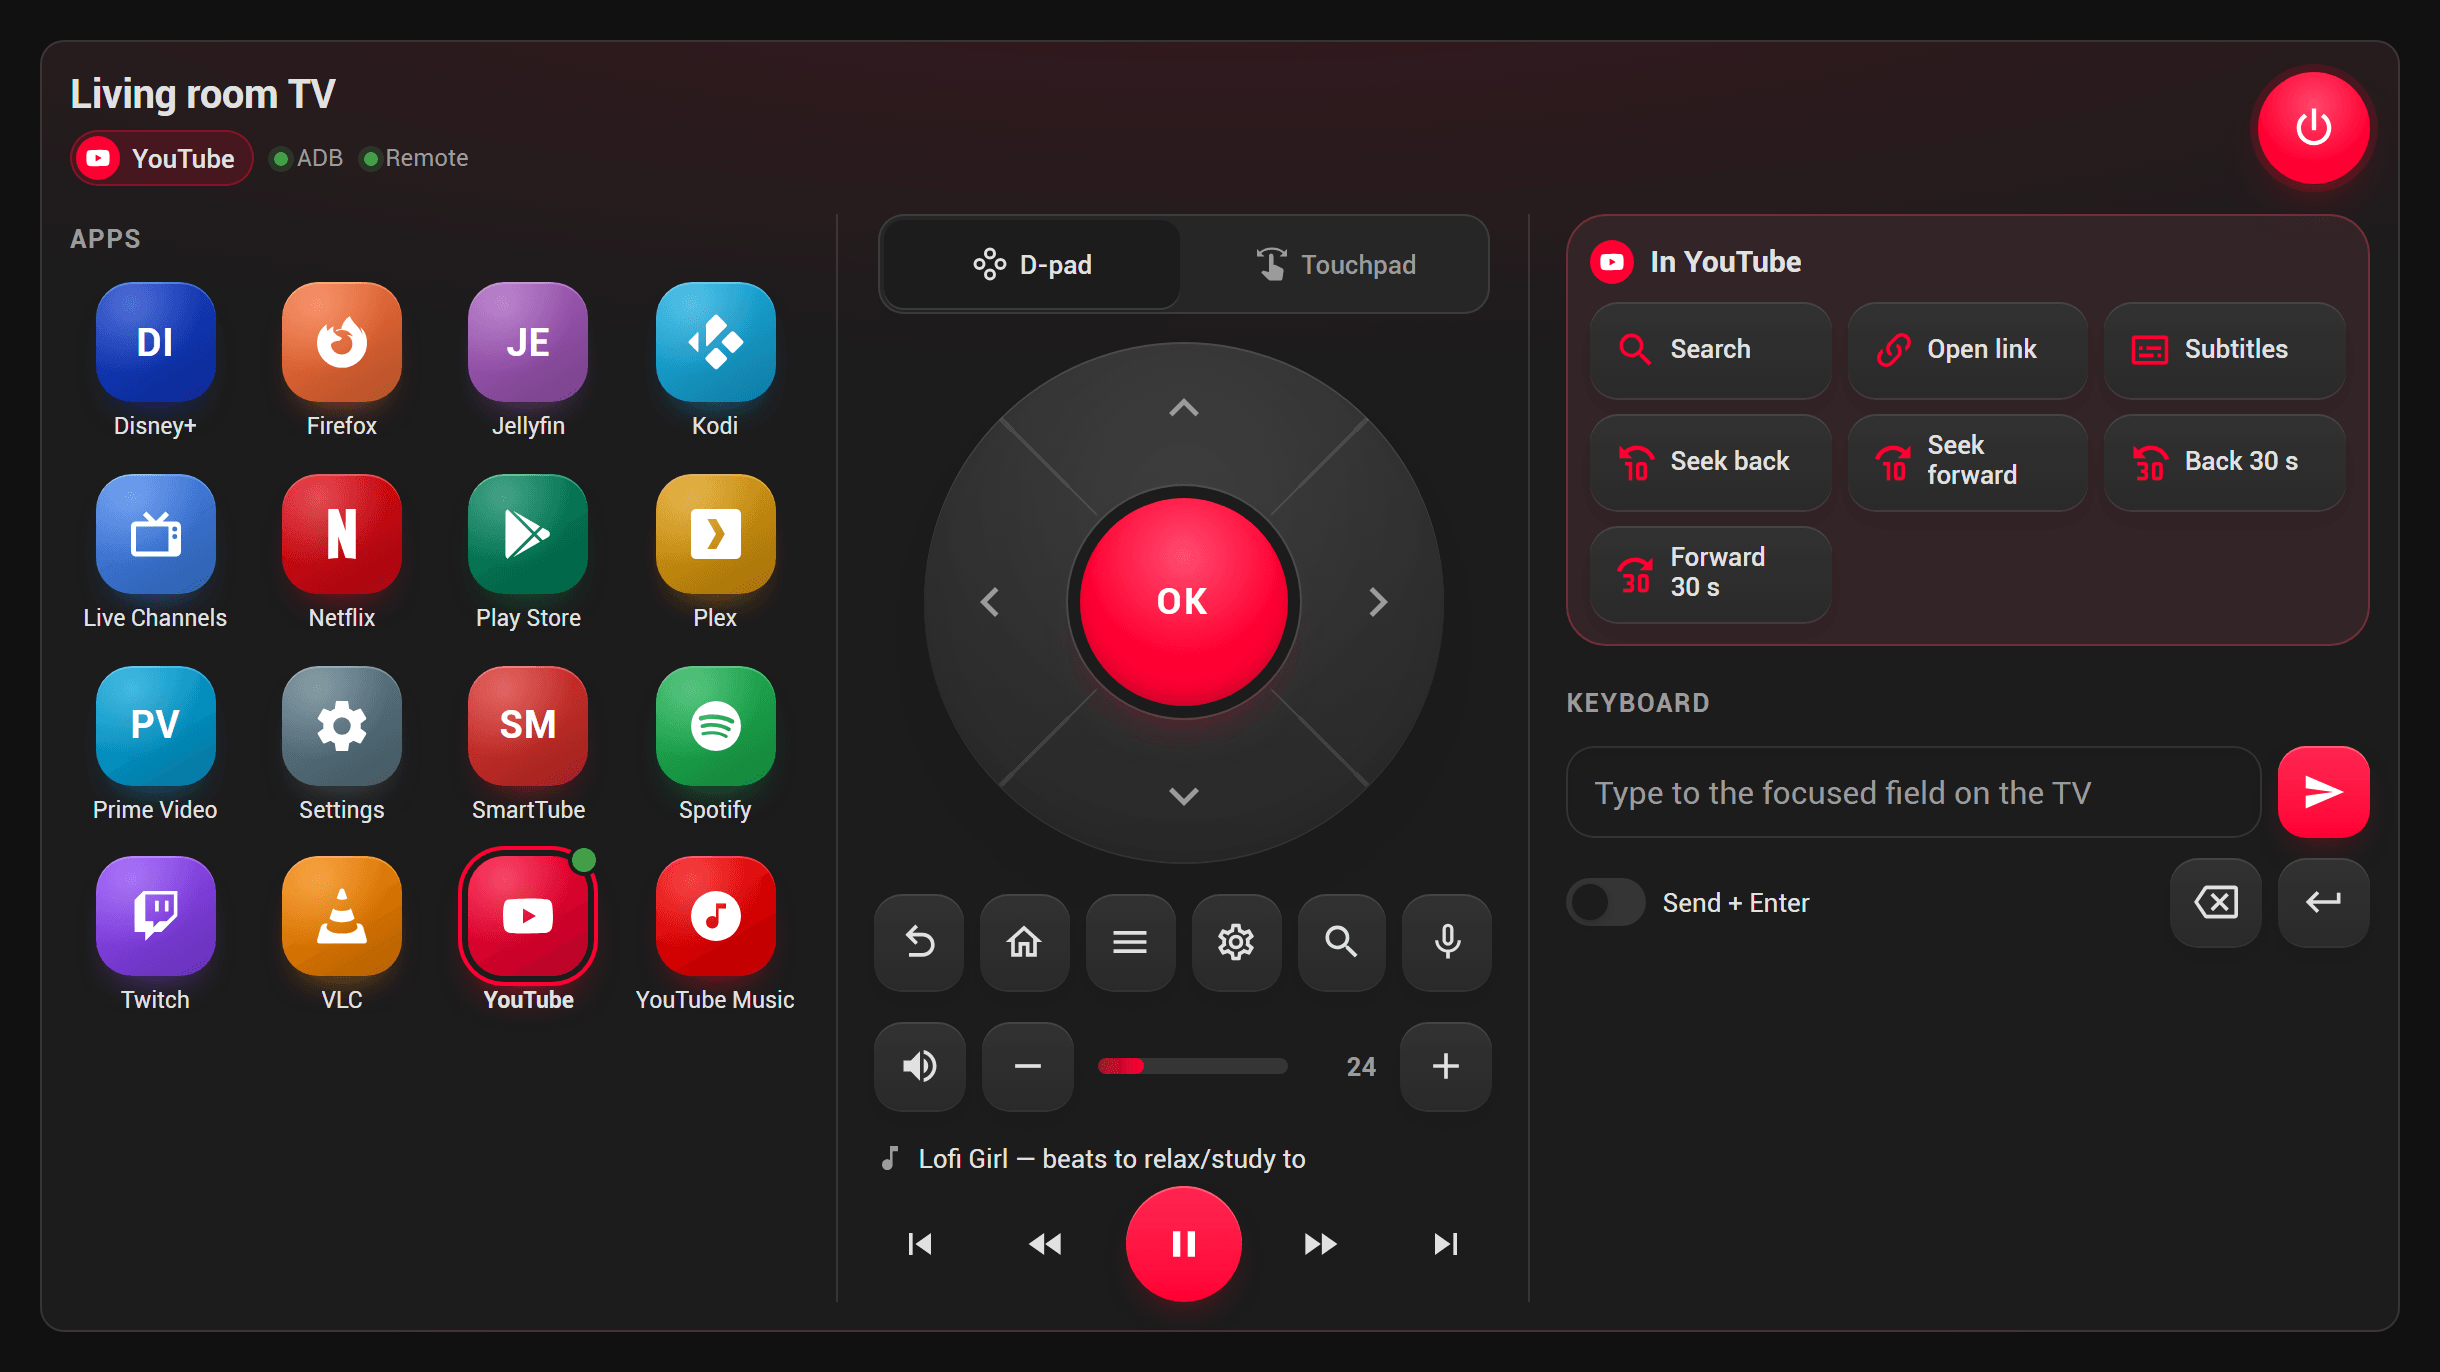 Living room TV
YouTube
ADB
Remote
APPS
DI
JE
Disney+
Firefox
Jellyfin
Kodi
N
Live Channels
Netflix
Play Store
Plex
PV
SM
Prime Video
Settings
SmartTube
Spotify
Twitch
VLC
YouTube
YouTube Music
D-pad
Touchpad
OK
24
Lofi Girl — beats to relax/study to
In YouTube
Search
Open link
Subtitles
10
Seek back
10
Seek
forward
30
Back 30 s
30
Forward
30 s
KEYBOARD
Type to the focused field on the TV
Send + Enter